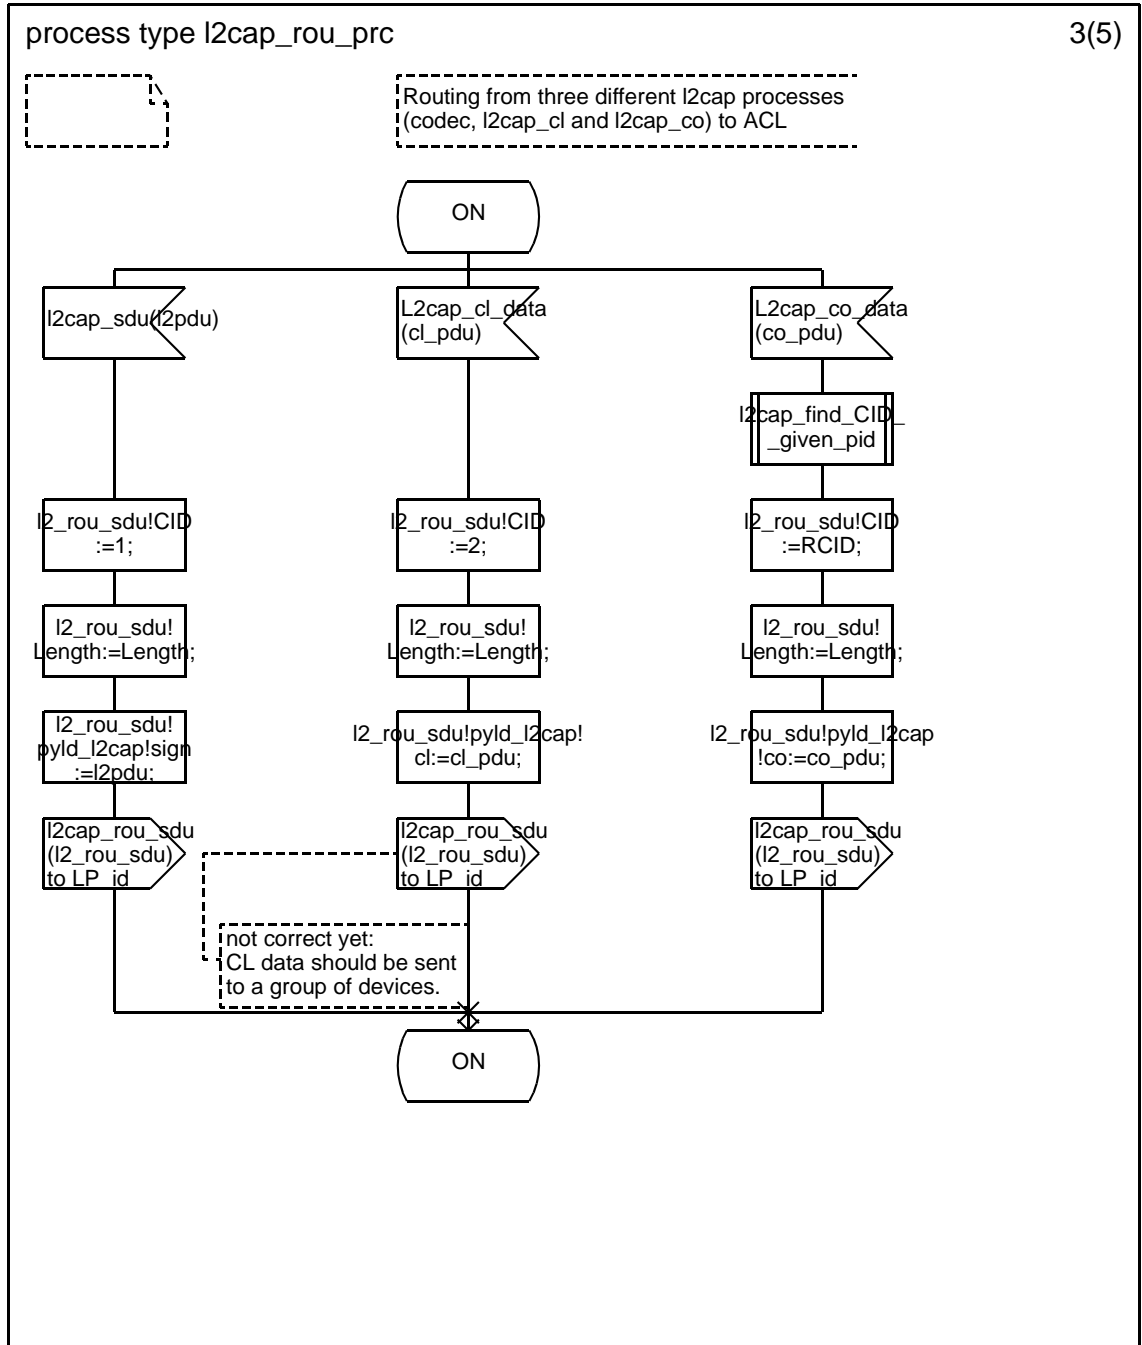 process type l2cap_rou_prc
3(5)
Routing from three different l2cap processes
(codec, l2cap_cl and l2cap_co) to ACL
ON
l2cap_sdu(l2pdu)
L2cap_cl_data
(cl_pdu)
L2cap_co_data
(co_pdu)
l2cap_find_CID_
_given_pid
l2_rou_sdu!CID
:=1;
l2_rou_sdu!CID
:=2;
l2_rou_sdu!CID
:=RCID;
l2_rou_sdu!
Length:=Length;
l2_rou_sdu!
Length:=Length;
l2_rou_sdu!
Length:=Length;
l2_rou_sdu!
pyld_l2cap!sign
:=l2pdu;
l2_rou_sdu!pyld_l2cap!
cl:=cl_pdu;
l2_rou_sdu!pyld_l2cap
!co:=co_pdu;
l2cap_rou_sdu
(l2_rou_sdu)
to LP_id
l2cap_rou_sdu
(l2_rou_sdu)
to LP_id
l2cap_rou_sdu
(l2_rou_sdu)
to LP_id
not correct yet:
CL data should be sent
to a group of devices.
ON